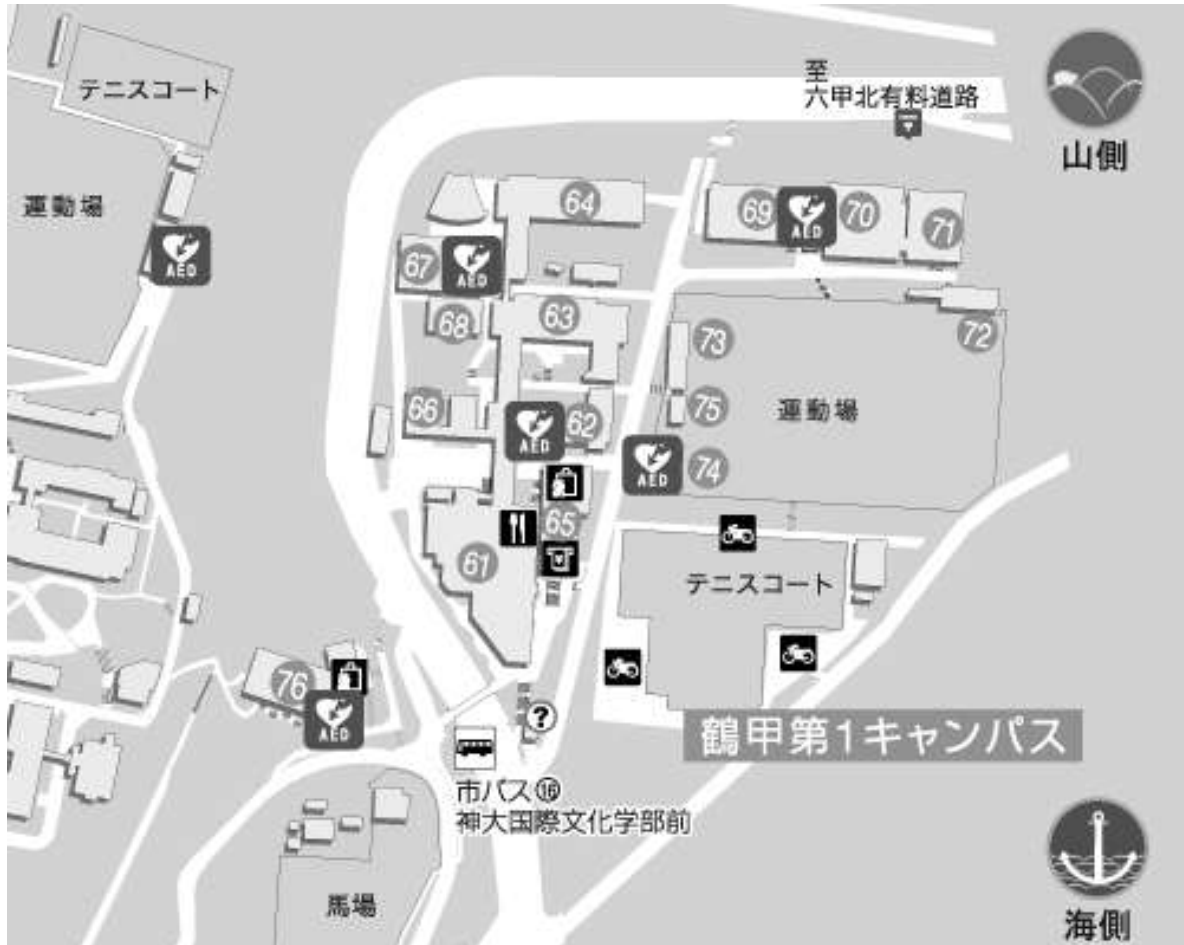 テニスコート
運動場
AED
至
六甲北有料道路
山側
64
67
AED
68
63
66
AED
62
65
61
69
AED
70
71
72
73
75
運動場
AED
74
テニスコート
76
AED
?
鶴甲第1キャンパス
市バス⑯
神大国際文化学部前
馬場
海側